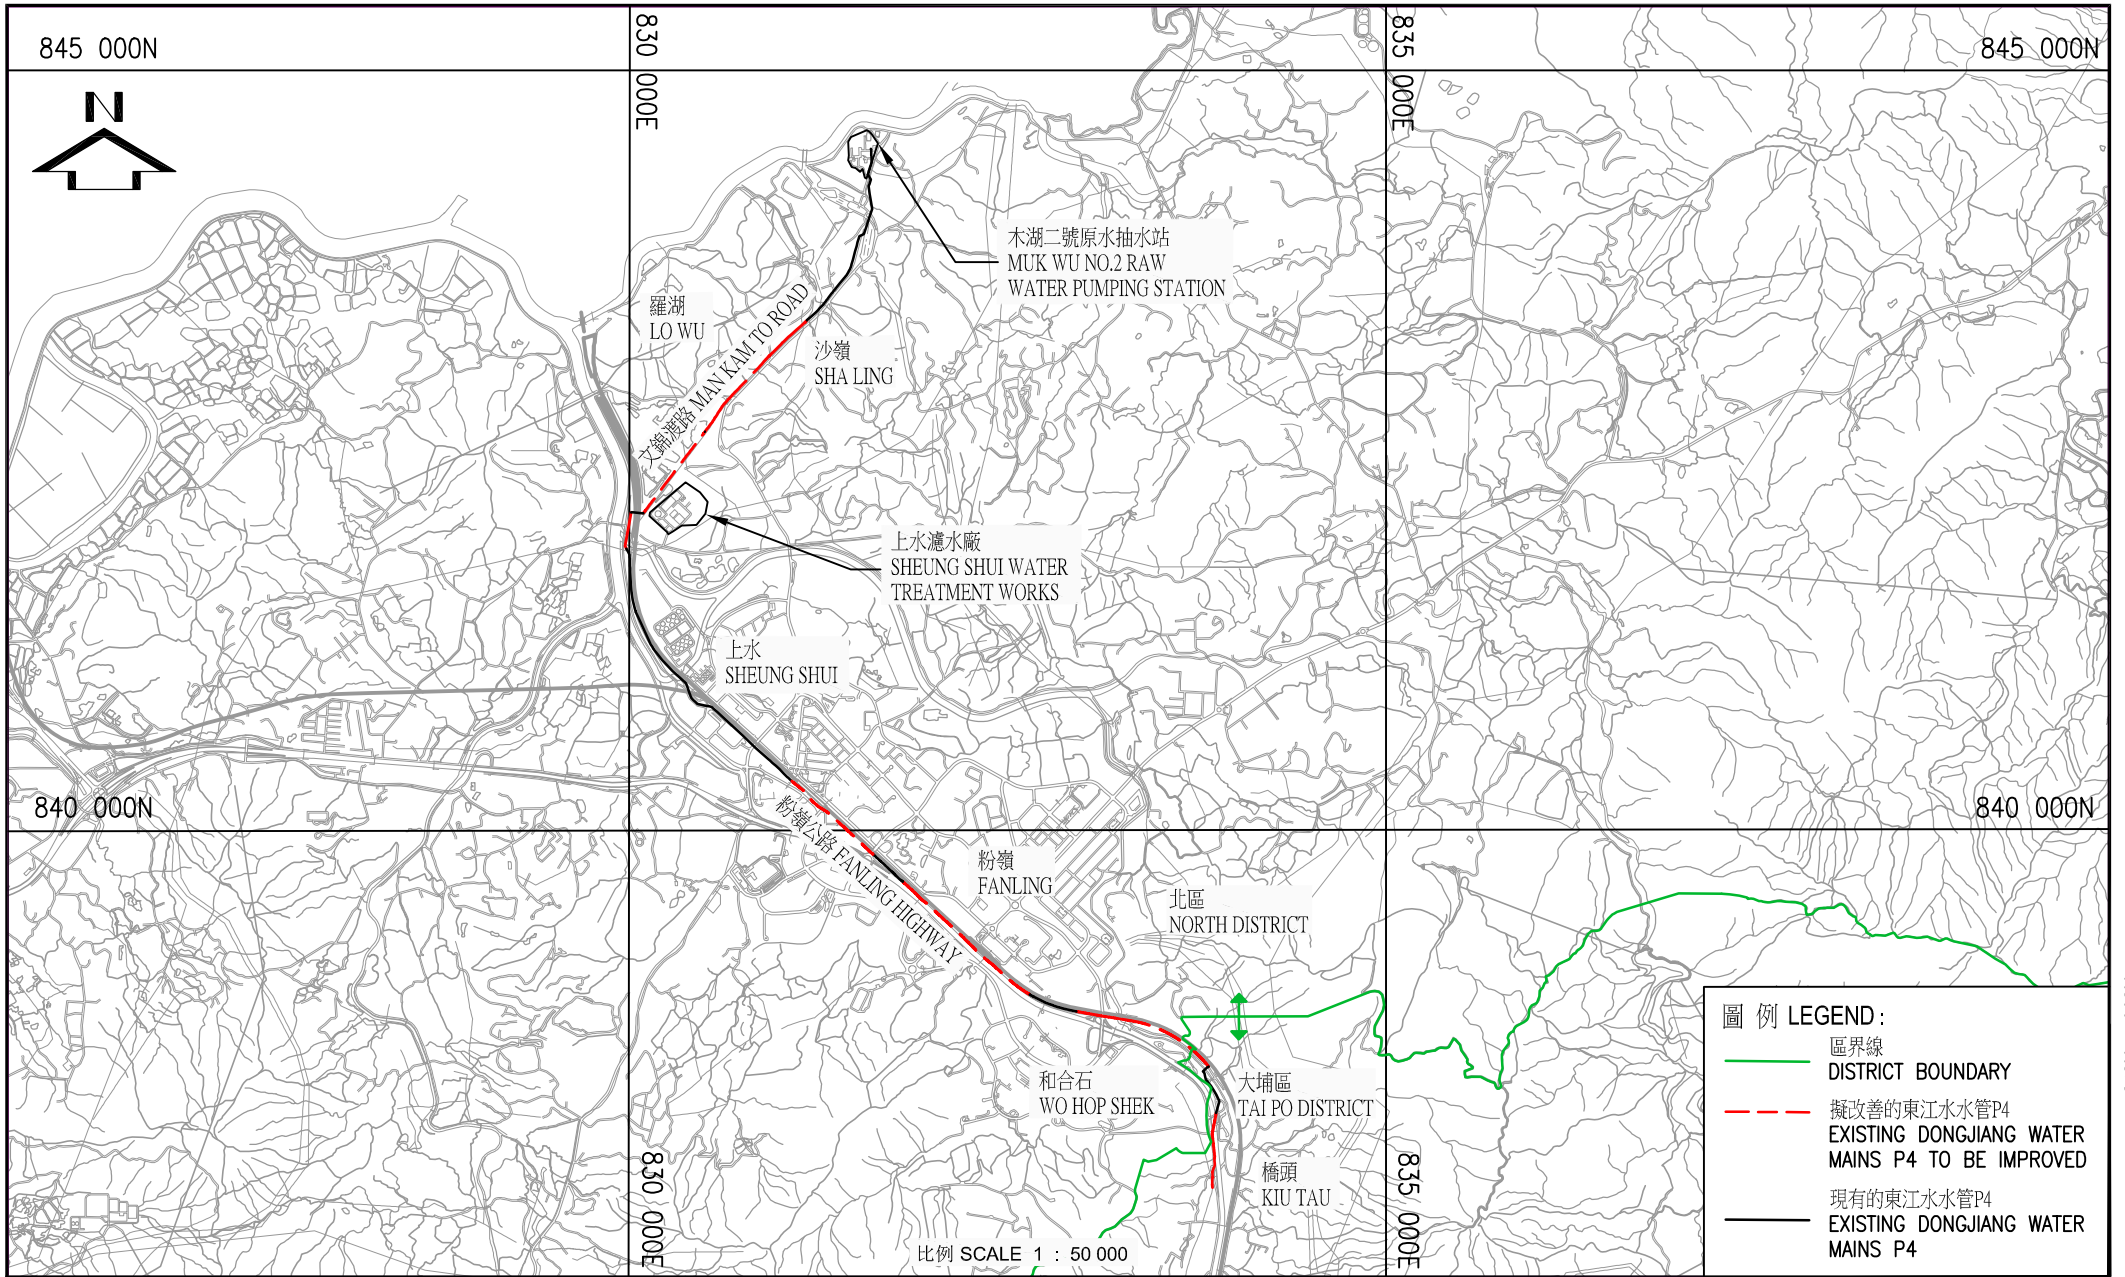 845 000N
830 000E
835 000E
845 000N
N
木湖二號原水抽水站
MUK WU NO.2 RAW
WATER PUMPING STATION
羅湖
LO WU
文錦渡路 MAN KAM TO ROAD
沙嶺
SHA LING
上水濾水廠
SHEUNG SHUI WATER
TREATMENT WORKS
上水
SHEUNG SHUI
840 000N
840 000N
粉嶺公路 FANLING HIGHWAY
粉嶺
FANLING
北區
NORTH DISTRICT
和合石
WO HOP SHEK
大埔區
TAI PO DISTRICT
橋頭
KIU TAU
830 000E
835 000E
比例 SCALE 1 : 50 000
圖 例 LEGEND :
區界線
DISTRICT BOUNDARY
擬改善的東江水水管P4
EXISTING DONGJIANG WATER
MAINS P4 TO BE IMPROVED
現有的東江水水管P4
EXISTING DONGJIANG WATER
MAINS P4